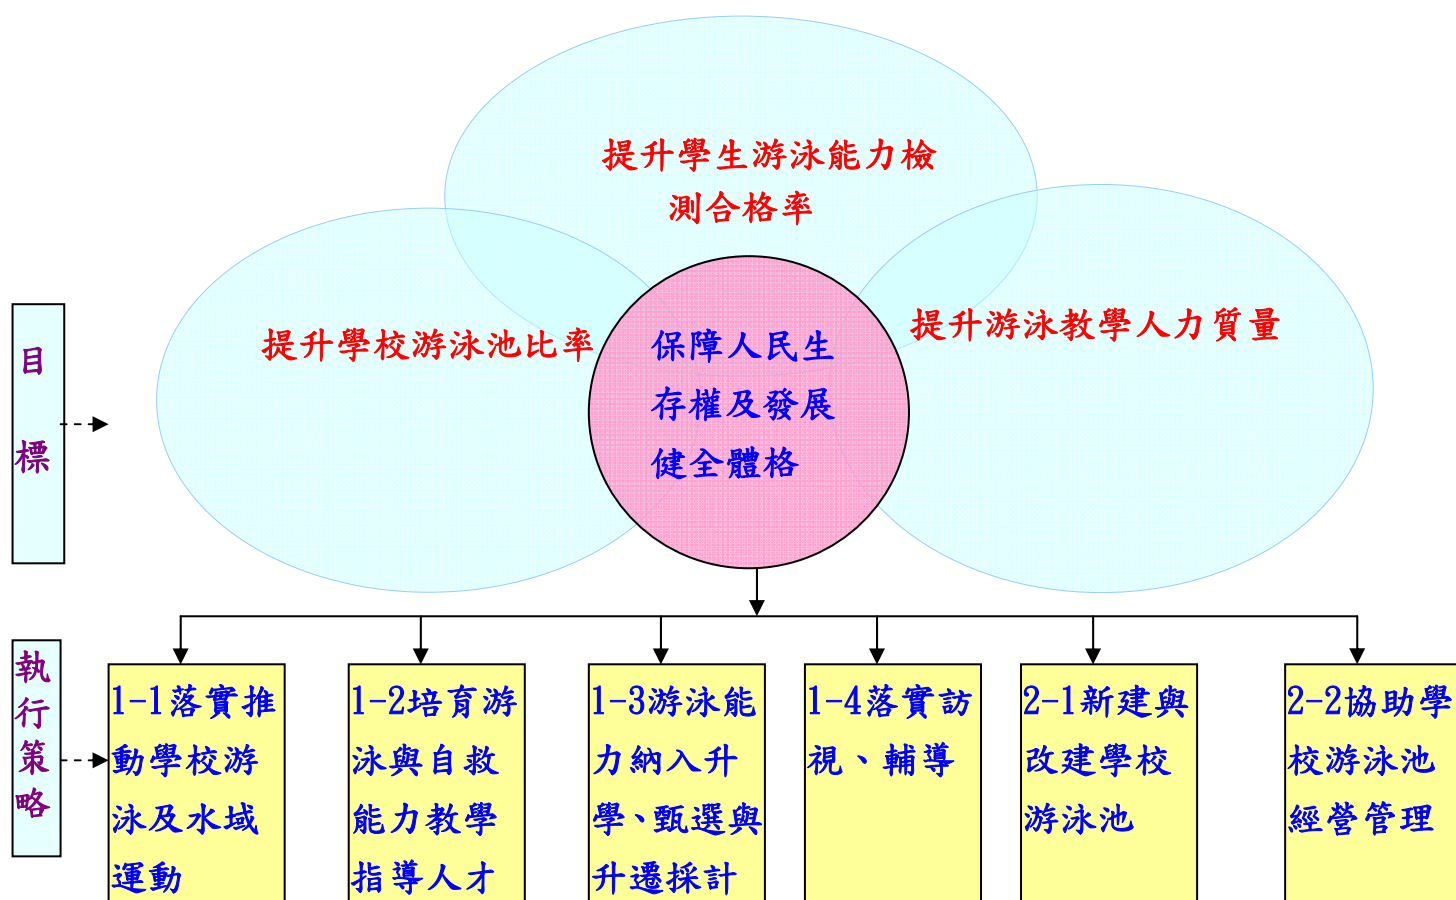 提升學生游泳能力檢
測合格率
提升學校游泳池比率
提升游泳教學人力質量
保障人民生
存權及發展
健全體格
目
標
執
行
策
略
1-1落實推
動學校游
泳及水域
運動
1-2培育游
泳與自救
能力教學
指導人才
1-3游泳能
力納入升
學、甄選與
升遷採計
1-4落實訪
視、輔導
2-1新建與
改建學校
游泳池
2-2協助學
校游泳池
經營管理